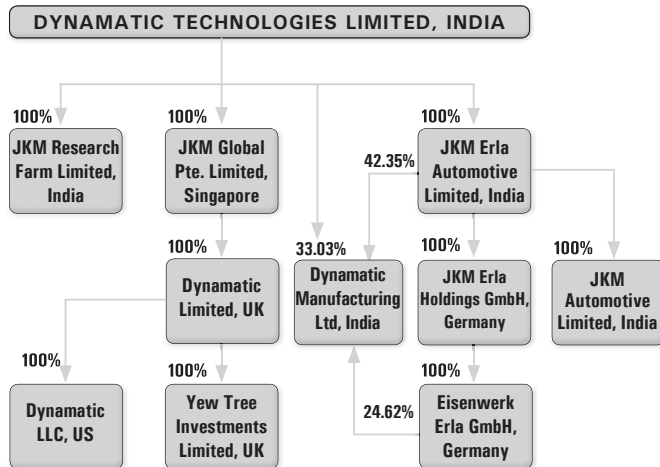 DYNAMATIC TECHNOLOGIES LIMITED, INDIA
100%
100%
100%
JKM Research
Farm Limited,
India
JKM Global
Pte. Limited,
Singapore
42.35%
JKM Erla
Automotive
Limited, India
100%
33.03%
100%
100%
Dynamatic
Limited, UK
Dynamatic
Manufacturing
Ltd, India
JKM Erla
Holdings GmbH,
Germany
JKM
Automotive
Limited, India
100%
100%
100%
Dynamatic
LLC, US
Yew Tree
Investments
Limited, UK
24.62%
Eisenwerk
Erla GmbH,
Germany